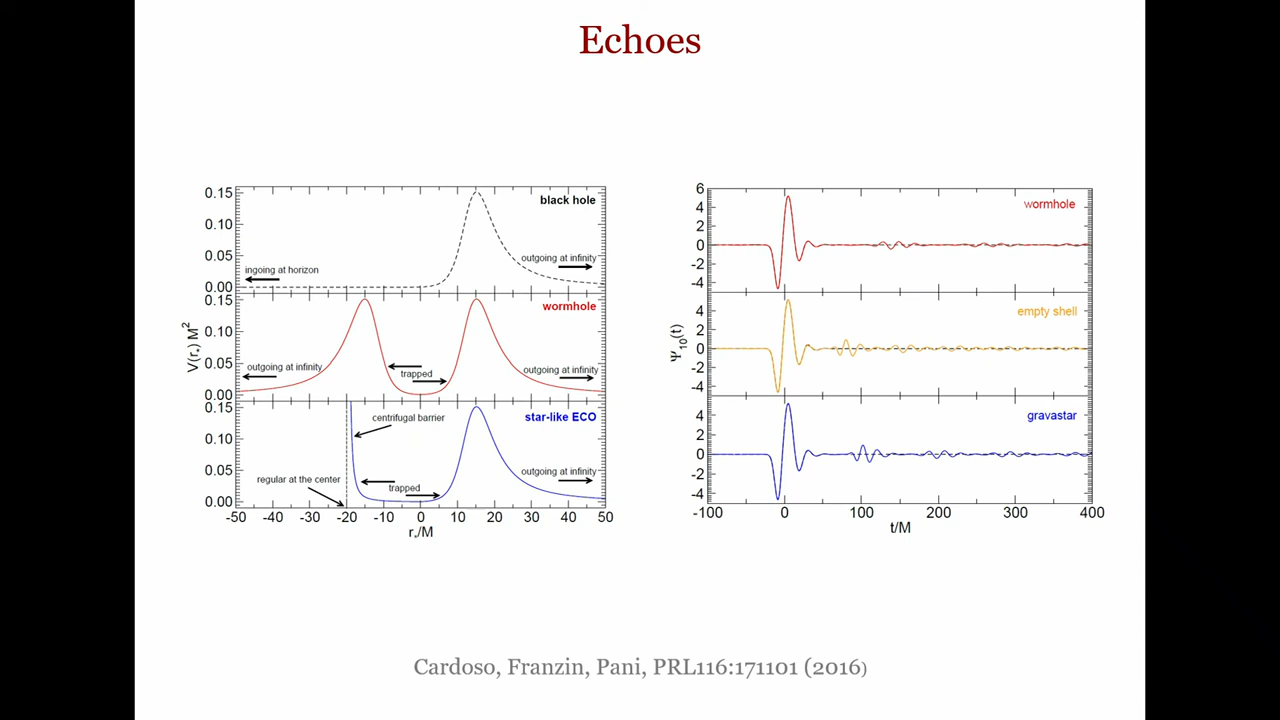 Echoes
0.15
0.10
0.05
0.00
black hole
ingoing at horizon
outgoing at infinity
0.15
0.10
0.05
0.00
wormhole
outgoing at infinity
trapped
outgoing at infinity
V(r*) M²
0.15
0.10
0.05
0.00
centrifugal barrier
star-like ECO
regular at the center
trapped
outgoing at infinity
-50 -40 -30 -20 -10 0 10 20 30 40 50
r*/M
6
4
2
0
-2
-4
wormhole
4
2
0
-2
-4
empty shell
Ψ10(t)
4
2
0
-2
-4
gravastar
-100 0 100 200 300 400
t/M
Cardoso, Franzin, Pani, PRL116:171101 (2016)